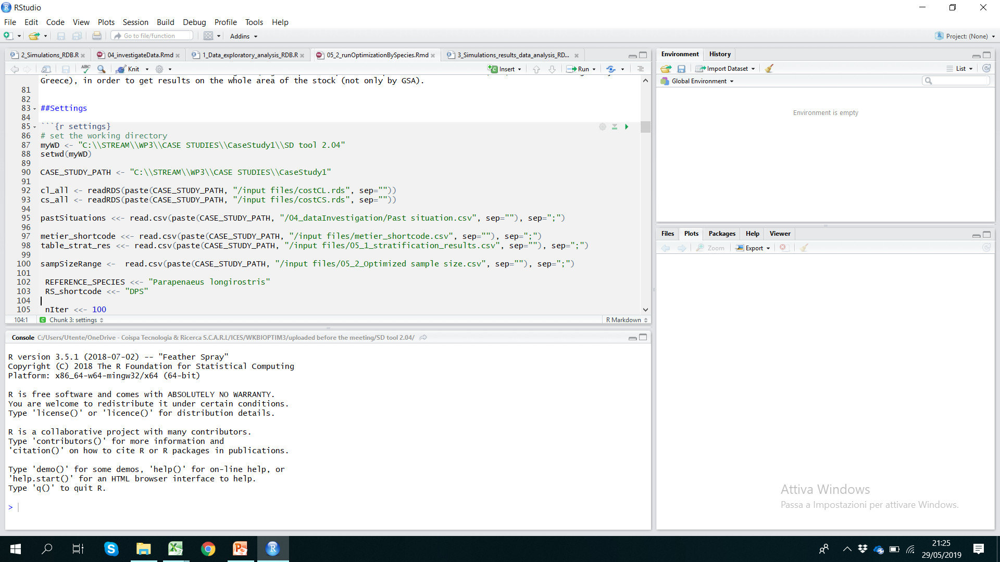 RStudio
File Edit Code View Plots Session Build Debug Profile Tools Help
Go to file/function Addins Project: (None)
2_Simulations_RDB.R 04_investigateData.Rmd 1_Data_exploratory_analysis_RDB.R 05_2_runOptimizationBySpecies.Rmd 3_Simulations_results_data_analysis_RD...
ABC Knit Insert Run
Greece), in order to get results on the whole area of the stock (not only by GSA).
81
82
83 ##Settings
84
85 ```{r settings}
86 # set the working directory
87 myWD <- "C:\\STREAM\\WP3\\CASE STUDIES\\CaseStudy1\\SD tool 2.04"
88 setwd(myWD)
89
90 CASE_STUDY_PATH <- "C:\\STREAM\\WP3\\CASE STUDIES\\CaseStudy1"
91
92 cl_all <- readRDS(paste(CASE_STUDY_PATH, "/input files/costCL.rds", sep=""))
93 cs_all <- readRDS(paste(CASE_STUDY_PATH, "/input files/costCS.rds", sep=""))
94
95 pastSituations <<- read.csv(paste(CASE_STUDY_PATH, "/04_dataInvestigation/Past situation.csv", sep=""), sep=";")
96
97 metier_shortcode <<- read.csv(paste(CASE_STUDY_PATH, "/input files/metier_shortcode.csv", sep=""), sep=";")
98 table_strat_res <<- read.csv(paste(CASE_STUDY_PATH, "/input files/05_1_stratification_results.csv", sep=""), sep=";")
99
100 sampSizeRange <-  read.csv(paste(CASE_STUDY_PATH, "/input files/05_2_Optimized sample size.csv", sep=""), sep=";")
101
102 REFERENCE_SPECIES <<- "Parapenaeus longirostris"
103 RS_shortcode <<- "DPS"
104
105 nIter <<- 100
104:1 C Chunk 3: settings R Markdown
Console C:/Users/Utente/OneDrive - Coispa Tecnologia & Ricerca S.C.A.R.L/ICES/WKBIOPTIM3/uploaded before the meeting/SD tool 2.04/
R version 3.5.1 (2018-07-02) -- "Feather Spray"
Copyright (C) 2018 The R Foundation for Statistical Computing
Platform: x86_64-w64-mingw32/x64 (64-bit)
R is free software and comes with ABSOLUTELY NO WARRANTY.
You are welcome to redistribute it under certain conditions.
Type 'license()' or 'licence()' for distribution details.
R is a collaborative project with many contributors.
Type 'contributors()' for more information and
'citation()' on how to cite R or R packages in publications.
Type 'demo()' for some demos, 'help()' for on-line help, or
'help.start()' for an HTML browser interface to help.
Type 'q()' to quit R.
>
Environment History
Import Dataset List
Global Environment
Environment is empty
Files Plots Packages Help Viewer
Zoom Export
Attiva Windows
Passa a Impostazioni per attivare Windows.
21:25
29/05/2019